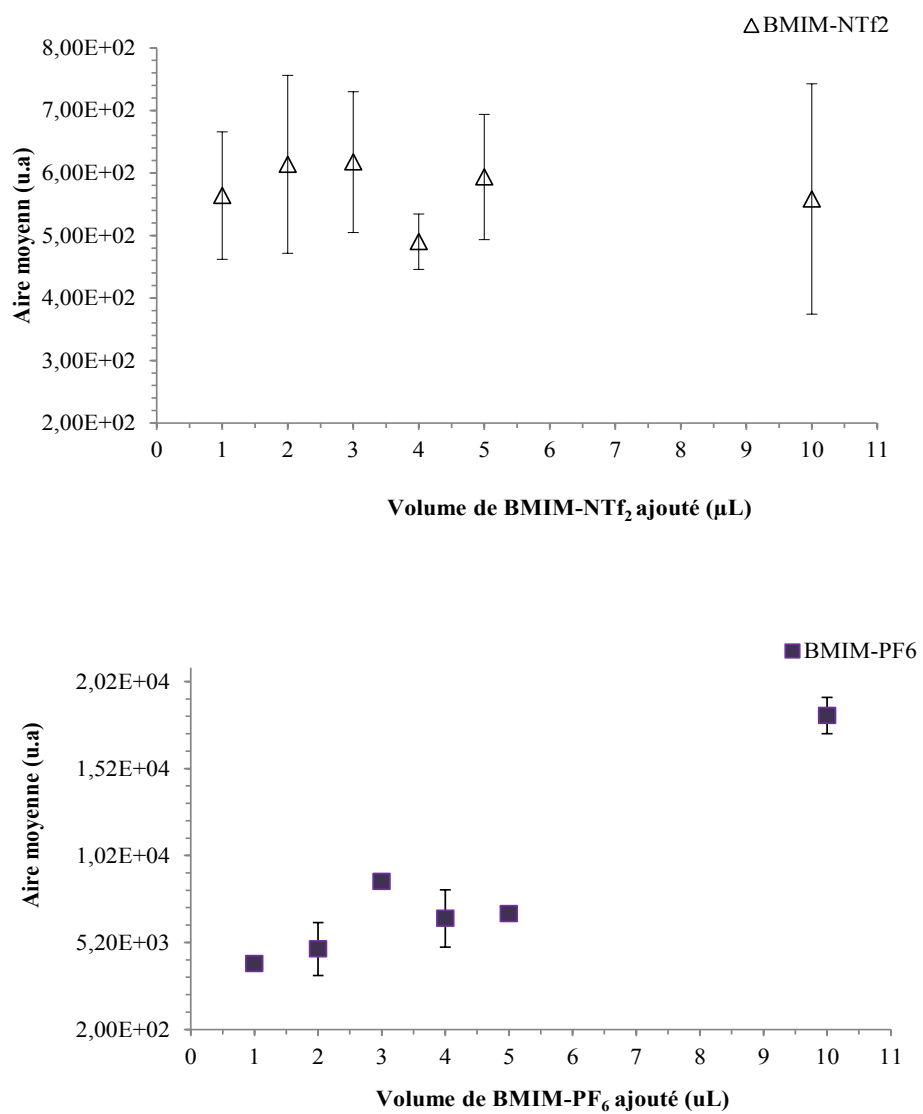 BMIM-NTf2
8,00E+02
7,00E+02
6,00E+02
5,00E+02
4,00E+02
3,00E+02
2,00E+02
Aire moyenn (u.a)
0 1 2 3 4 5 6 7 8 9 10 11
Volume de BMIM-NTf₂ ajouté (µL)
BMIM-PF6
2,02E+04
1,52E+04
1,02E+04
5,20E+03
2,00E+02
Aire moyenne (u.a)
0 1 2 3 4 5 6 7 8 9 10 11
Volume de BMIM-PF₆ ajouté (uL)